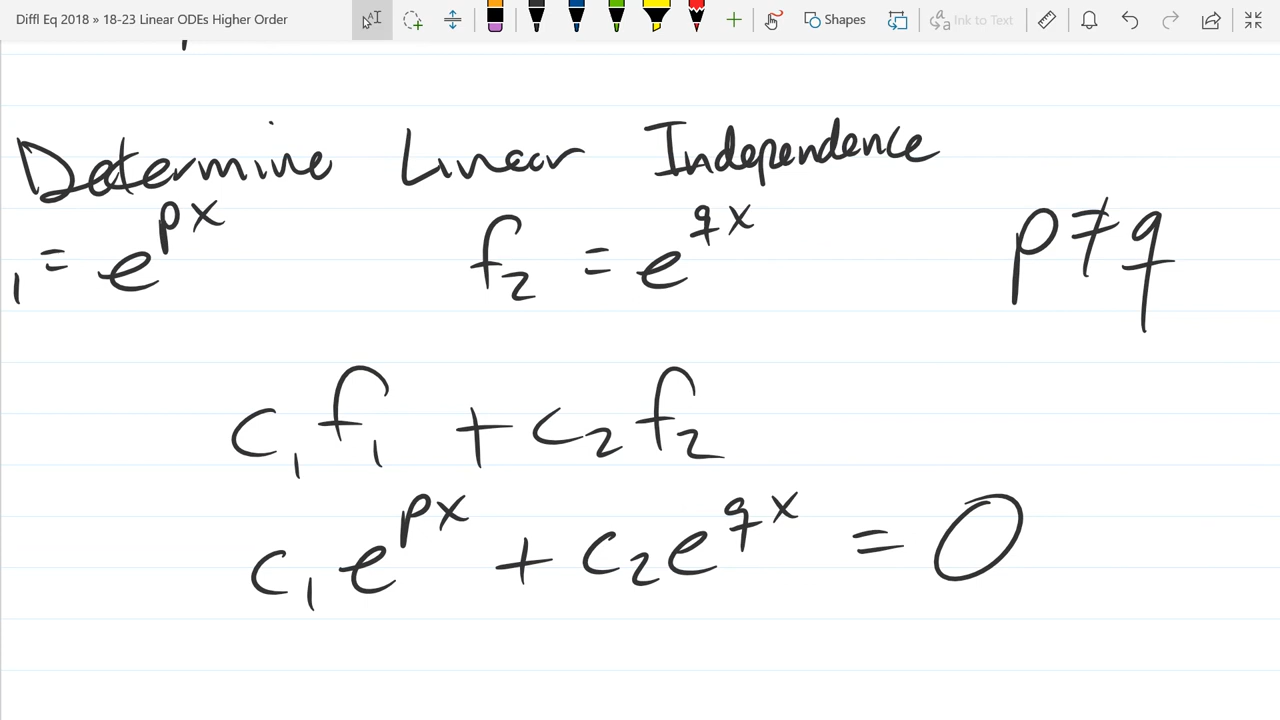 Diffl Eq 2018 » 18-23 Linear ODEs Higher Order Shapes Ink to Text
Determine Linear Independence
₁ = e^{px} f₂ = e^{qx} p ≠ q
c₁f₁ + c₂f₂
c₁e^{px} + c₂e^{qx} = 0